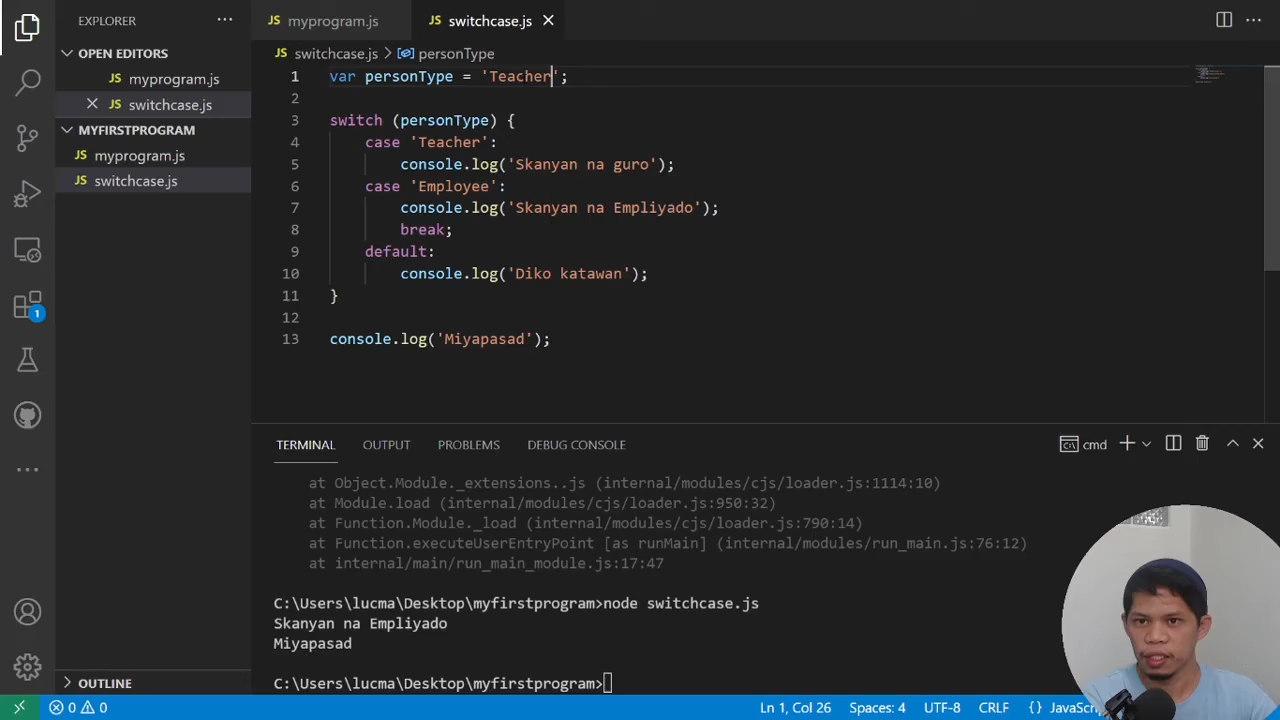 EXPLORER
OPEN EDITORS
myprogram.js
switchcase.js
MYFIRSTPROGRAM
myprogram.js
switchcase.js
1
OUTLINE
myprogram.js
switchcase.js
switchcase.js > personType
1 var personType = 'Teacher';
2
3 switch (personType) {
4 case 'Teacher':
5 console.log('Skanyan na guro');
6 case 'Employee':
7 console.log('Skanyan na Empliyado');
8 break;
9 default:
10 console.log('Diko katawan');
11 }
12
13 console.log('Miyapasad');
TERMINAL OUTPUT PROBLEMS DEBUG CONSOLE cmd
at Object.Module._extensions..js (internal/modules/cjs/loader.js:1114:10)
at Module.load (internal/modules/cjs/loader.js:950:32)
at Function.Module._load (internal/modules/cjs/loader.js:790:14)
at Function.executeUserEntryPoint [as runMain] (internal/modules/run_main.js:76:12)
at internal/main/run_main_module.js:17:47
C:\Users\lucma\Desktop\myfirstprogram>node switchcase.js
Skanyan na Empliyado
Miyapasad
C:\Users\lucma\Desktop\myfirstprogram>
0 0 Ln 1, Col 26 Spaces: 4 UTF-8 CRLF {} JavaScrip